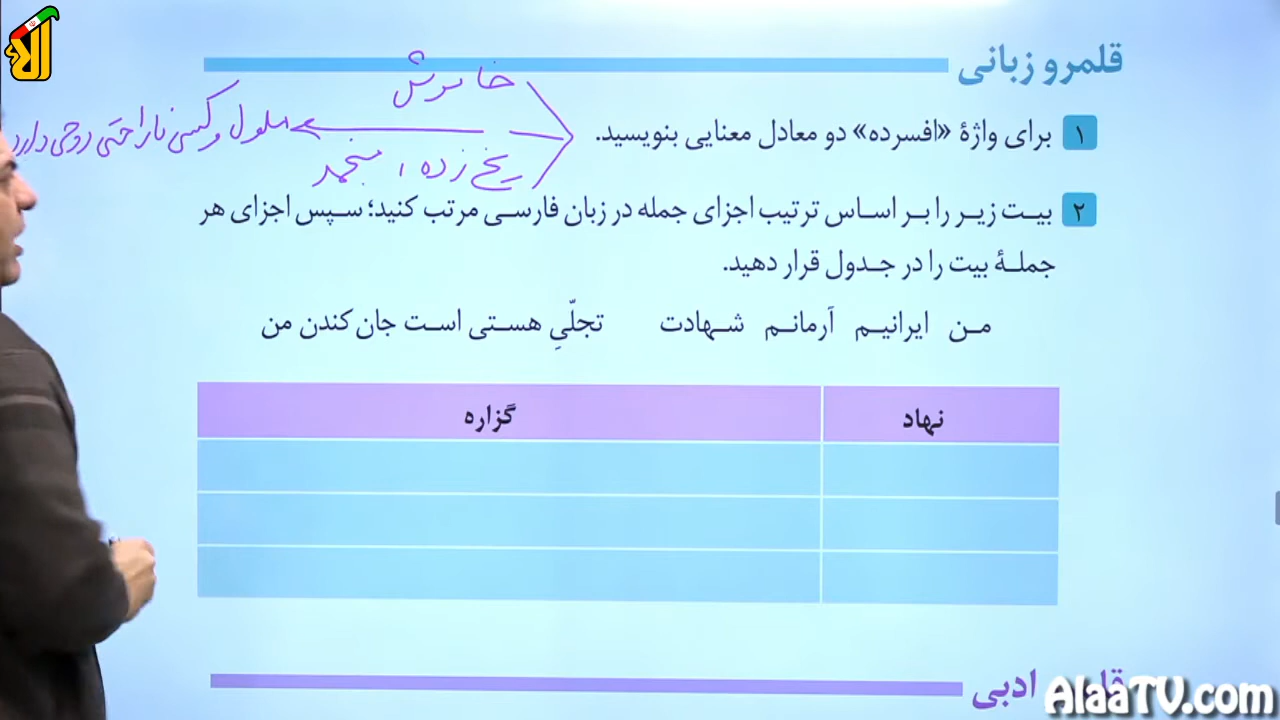 قلمرو زبانی
۱ برای واژهٔ «افسرده» دو معادل معنایی بنویسید.
خاموش
ملول و کسی ناراحتی روحی دارد
یخ زده ، منجمد
۲ بیت زیر را بر اساس ترتیب اجزای جمله در زبان فارسی مرتب کنید؛ سپس اجزای هر
جملهٔ بیت را در جدول قرار دهید.
من ایرانیم آرمانم شهادت تجلّیِ هستی است جان کندن من
نهاد گزاره
ادبی
AlaaTV.com